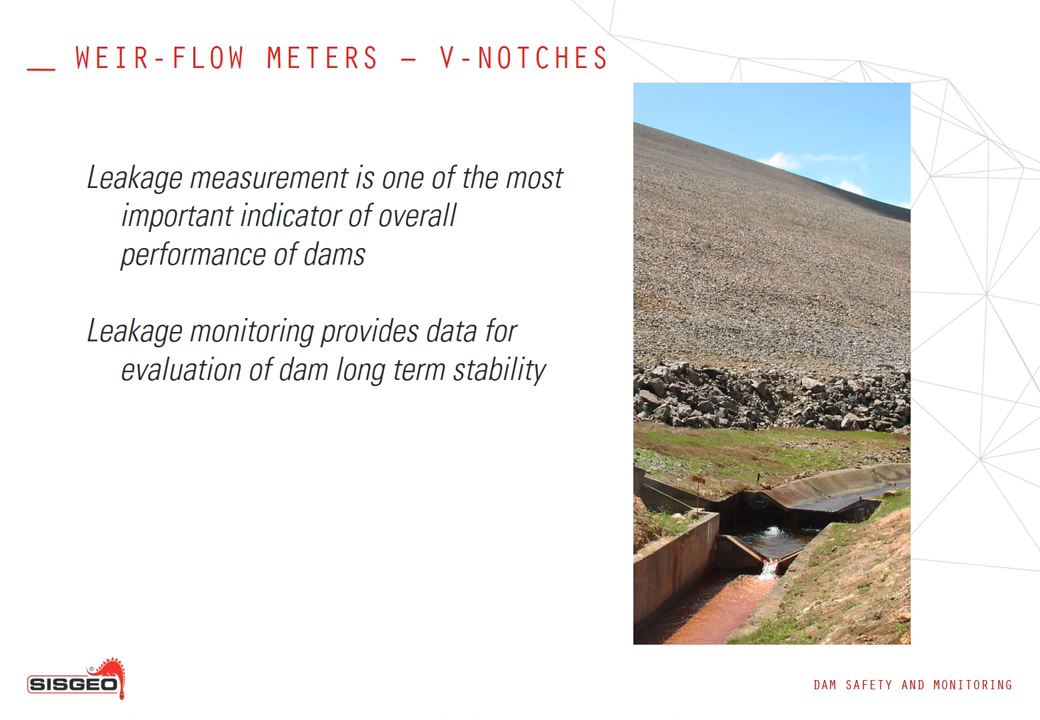 __ WEIR-FLOW METERS – V-NOTCHES
Leakage measurement is one of the most
important indicator of overall
performance of dams
Leakage monitoring provides data for
evaluation of dam long term stability
SISGEO®
DAM SAFETY AND MONITORING